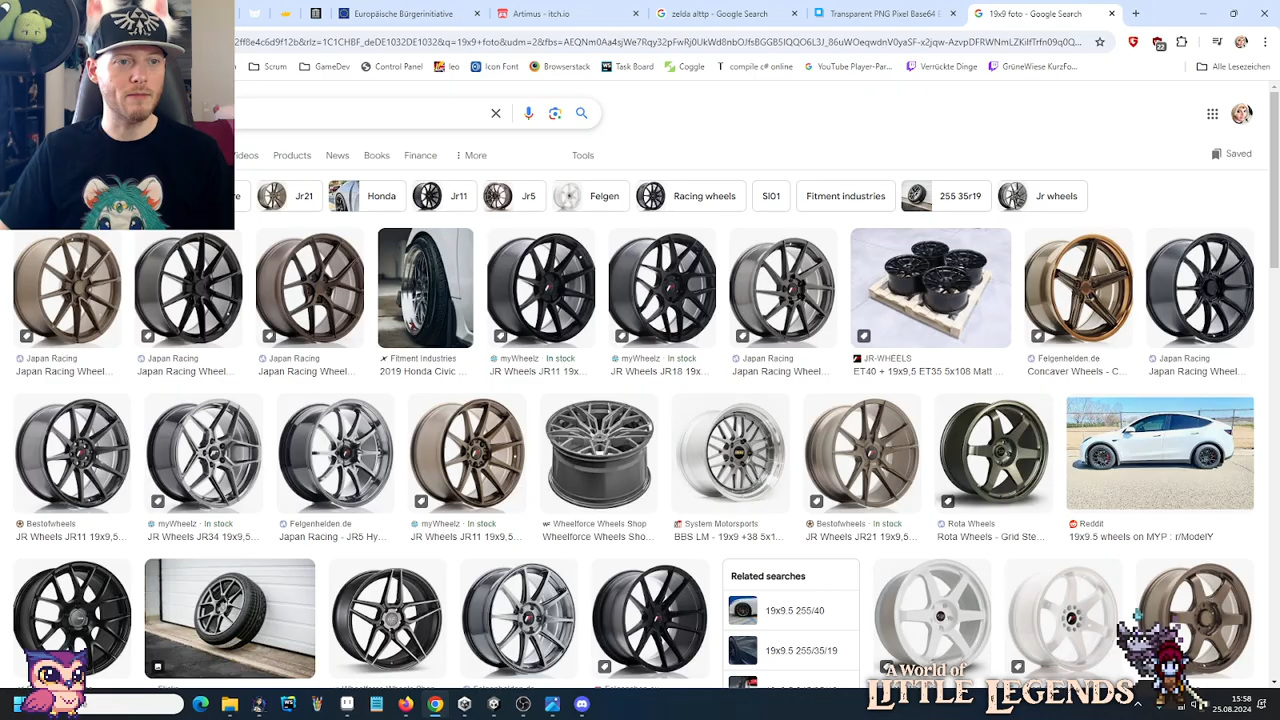 Europäische Bürgerinitiative
Artimus - itch
zelda alttp - Google Search
Transparent PNG Pixel Base64 E
19x9 foto - Google Search
Scrum
GameDev
Control Panel
leo
Icon Font
Browserstack
Task Board
Coggle
compile c# online
YouTube Player-Par...
Verrückte Dinge
GrüneWiese KurzFo...
Alle Lesezeichen
Products
News
Books
Finance
More
Tools
Saved
Jr21
Honda
Jr11
Jr5
Felgen
Racing wheels
Sl01
Fitment industries
255 35r19
Jr wheels
Japan Racing
Japan Racing
Japan Racing
Fitment Industries
myWheelz · In stock
myWheelz · In stock
Japan Racing
JR-WHEELS
Felgenhelden.de
Japan Racing
Japan Racing Wheel...
Japan Racing Wheel...
Japan Racing Wheel...
2019 Honda Civic ...
JR Wheels JR11 19x...
JR Wheels JR18 19x...
Japan Racing Wheel...
ET40 + 19x9,5 ET35 5x108 Matt ...
Concaver Wheels - C...
Japan Racing Wheel...
Bestofwheels
myWheelz · In stock
Felgenhelden.de
myWheelz · In stock
Wheelforce Wheels Shop
System Motorsports
Bestofwheels · In stock
Rota Wheels
Reddit
JR Wheels JR11 19x9,5...
JR Wheels JR34 19x9,5...
Japan Racing - JR5 Hy...
JR Wheels JR11 19x9,5...
Wheelforce Wheels Sho...
BBS LM - 19x9 +38 5x1...
JR Wheels JR21 19x9,5...
Rota Wheels - Grid Ste...
19x9.5 wheels on MYP : r/ModelY
Related searches
19x9.5 255/40
19x9.5 255/35/19
A World of
LITTLE LEGENDS
15:58
25.08.2024